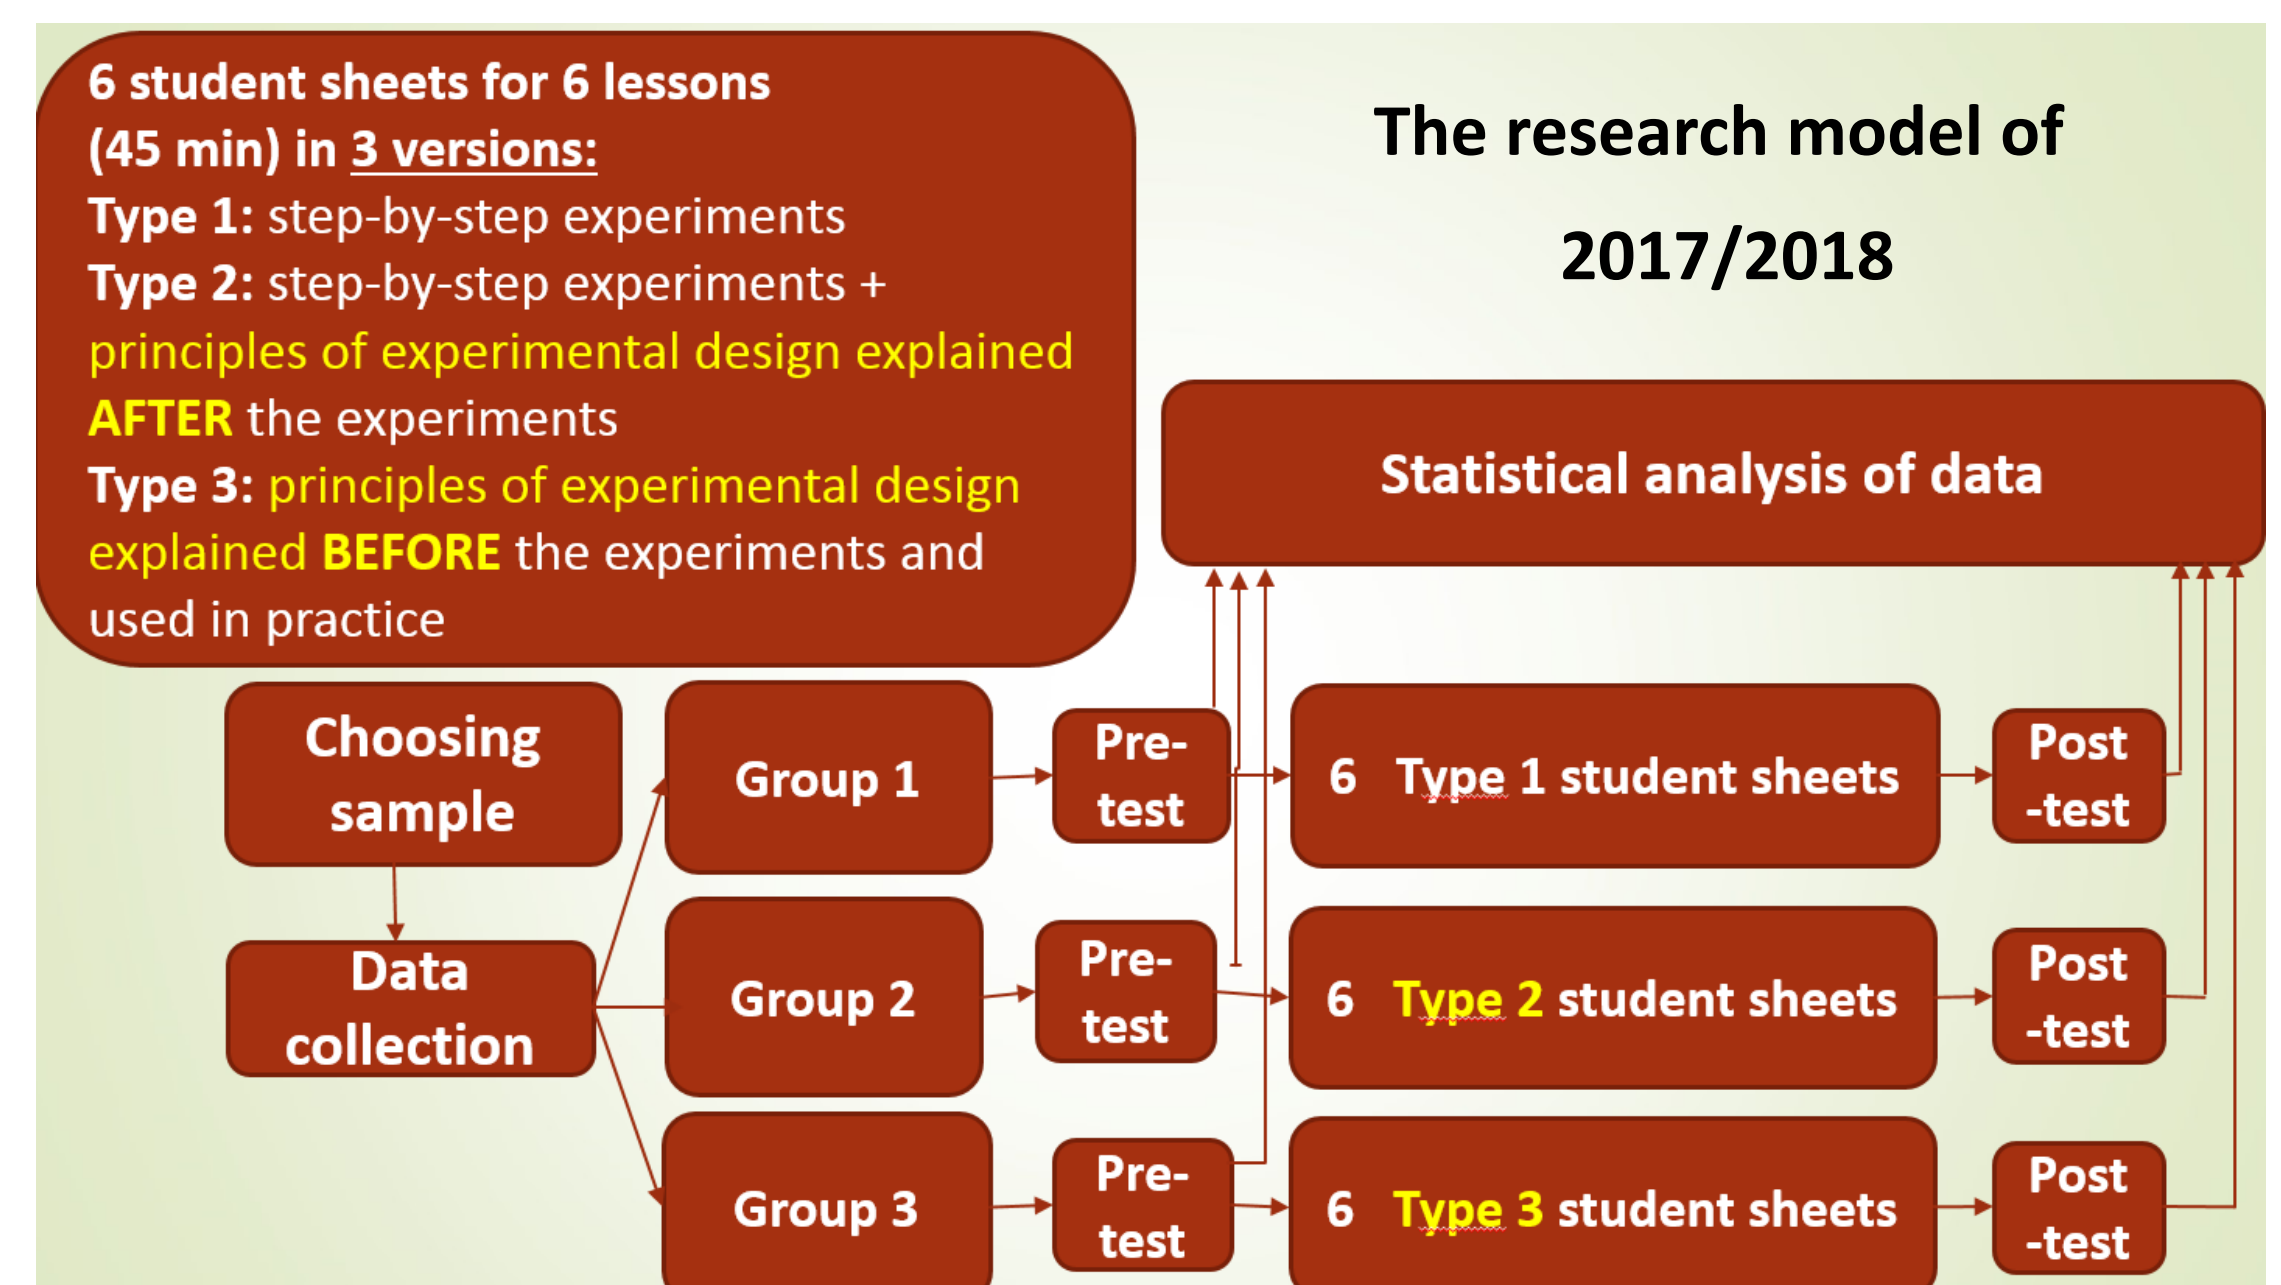 6 student sheets for 6 lessons
(45 min) in 3 versions:
Type 1: step-by-step experiments
Type 2: step-by-step experiments +
principles of experimental design explained
AFTER the experiments
Type 3: principles of experimental design
explained BEFORE the experiments and
used in practice
The research model of
2017/2018
Statistical analysis of data
Choosing
sample
Data
collection
Group 1
Pre-
test
6 Type 1 student sheets
Post
-test
Group 2
Pre-
test
6 Type 2 student sheets
Post
-test
Group 3
Pre-
test
6 Type 3 student sheets
Post
-test